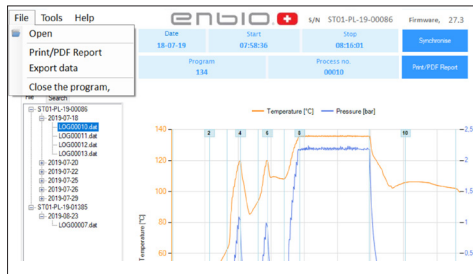 File Tools Help
enbio
S/N ST01-PL-19-00086 Firmware, 27.3
Open
Print/PDF Report
Export data
Close the program,
Date Start Stop
18-07-19 07:58:36 08:16:01
Synchronise
Program Process no.
134 00010
Print/PDF Report
File Search
ST01-PL-19-00086
2019-07-18
LOG00010.dat
LOG00011.dat
LOG00012.dat
LOG00013.dat
2019-07-20
2019-07-22
2019-07-25
2019-07-26
2019-07-29
ST01-PL-19-01385
2019-08-23
LOG00007.dat
Temperature [°C] Pressure [bar]
2 4 6 8 10
140
120
100
80
60
Temperature [°C]
2.5
2
1.5
1
0.5